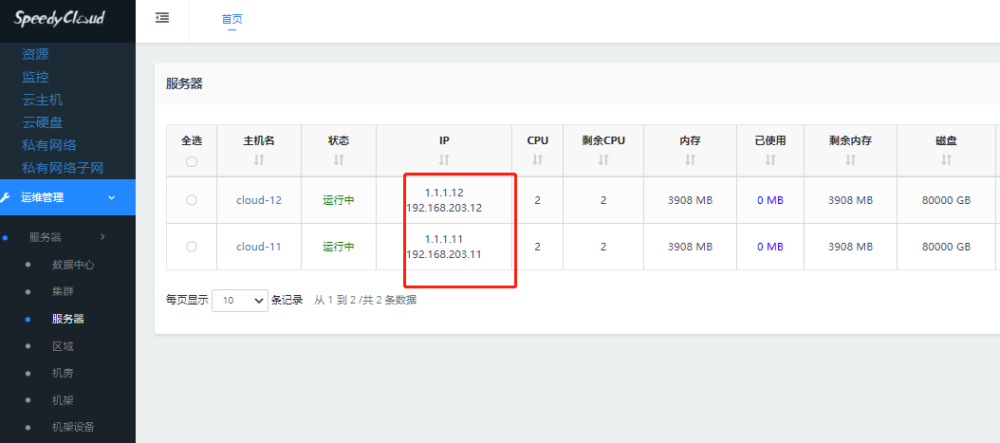 SpeedyCloud
首页
资源
监控
云主机
云硬盘
私有网络
私有网络子网
运维管理
服务器
数据中心
集群
服务器
区域
机房
机架
机架设备
服务器
全选 主机名 状态 IP CPU 剩余CPU 内存 已使用 剩余内存 磁盘
cloud-12 运行中 1.1.1.12 2 2 3908 MB 0 MB 3908 MB 80000 GB
192.168.203.12
cloud-11 运行中 1.1.1.11 2 2 3908 MB 0 MB 3908 MB 80000 GB
192.168.203.11
每页显示 10 条记录 从 1 到 2 /共 2 条数据